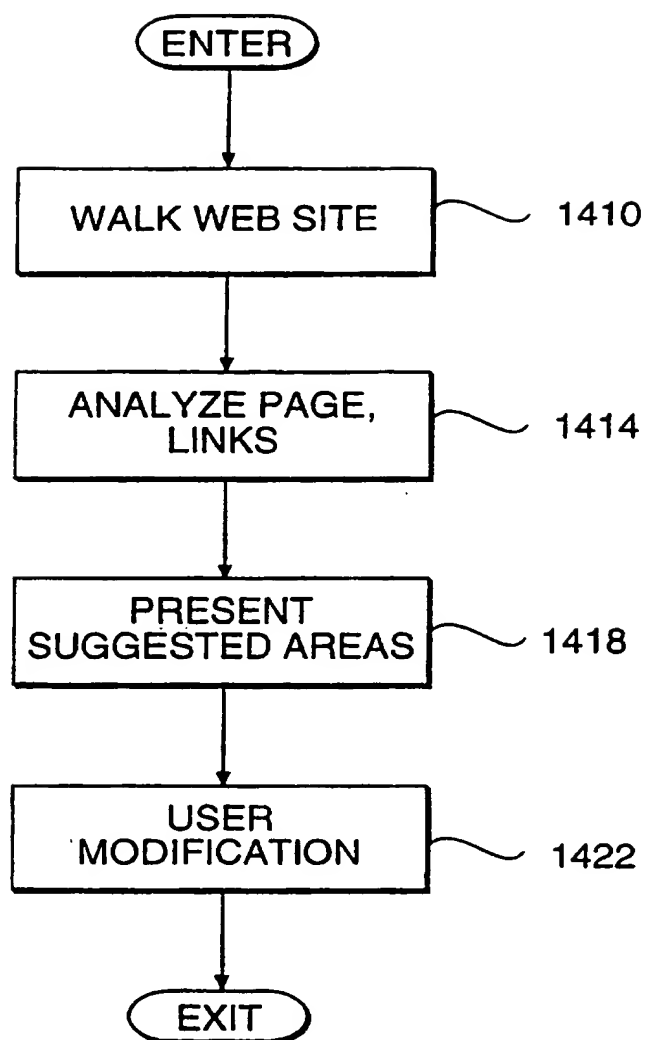 ENTER
WALK WEB SITE
1410
ANALYZE PAGE,
LINKS
1414
PRESENT
SUGGESTED AREAS
1418
USER
MODIFICATION
1422
EXIT